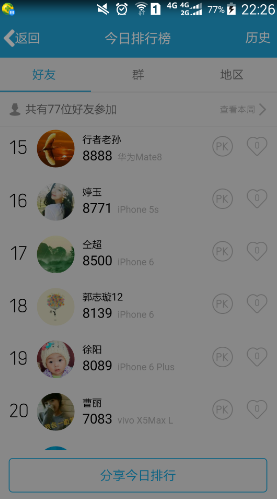 4G 4G 2G 77% 22:26
返回 今日排行榜 历史
好友 群 地区
共有77位好友参加 查看本周
15 行者老孙 PK 0
8888 华为Mate8
16 婷玉 PK 0
8771 iPhone 5s
17 仝超 PK 0
8500 iPhone 6
18 郭志璇12 PK 0
8139 iPhone 6
19 徐阳 PK 0
8089 iPhone 6 Plus
20 曹丽 PK 0
7083 vivo X5Max L
分享今日排行